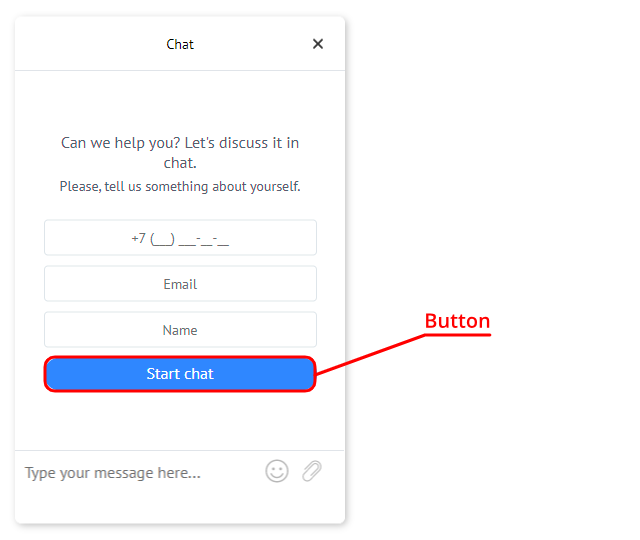 Chat
Can we help you? Let's discuss it in
chat.
Please, tell us something about yourself.
+7 (___) ___-__-__
Email
Name
Button
Start chat
Type your message here...